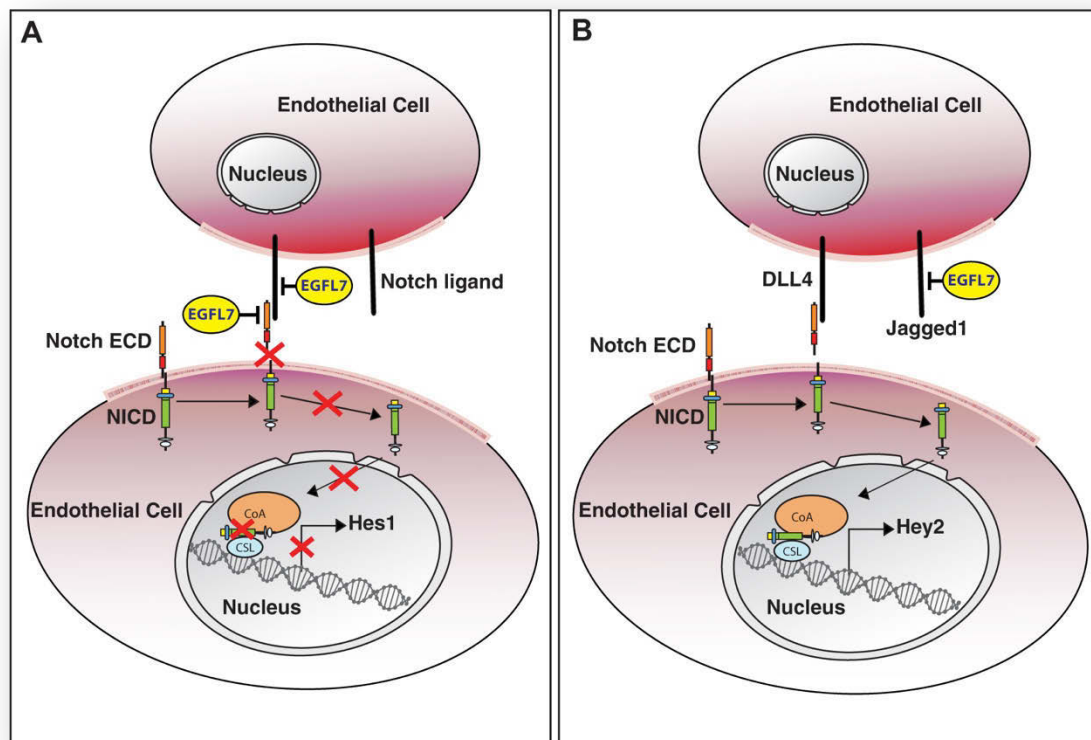 A
Endothelial Cell
Nucleus
EGFL7
Notch ligand
EGFL7
Notch ECD
NICD
Endothelial Cell
CoA
CSL
Hes1
Nucleus
B
Endothelial Cell
Nucleus
DLL4
EGFL7
Jagged1
Notch ECD
NICD
Endothelial Cell
CoA
CSL
Hey2
Nucleus